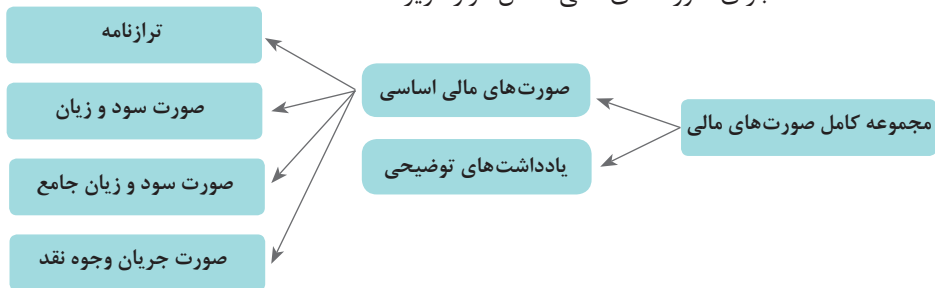 مجموعه کامل صورت‌های مالی
صورت‌های مالی اساسی
یادداشت‌های توضیحی
ترازنامه
صورت سود و زیان
صورت سود و زیان جامع
صورت جریان وجوه نقد